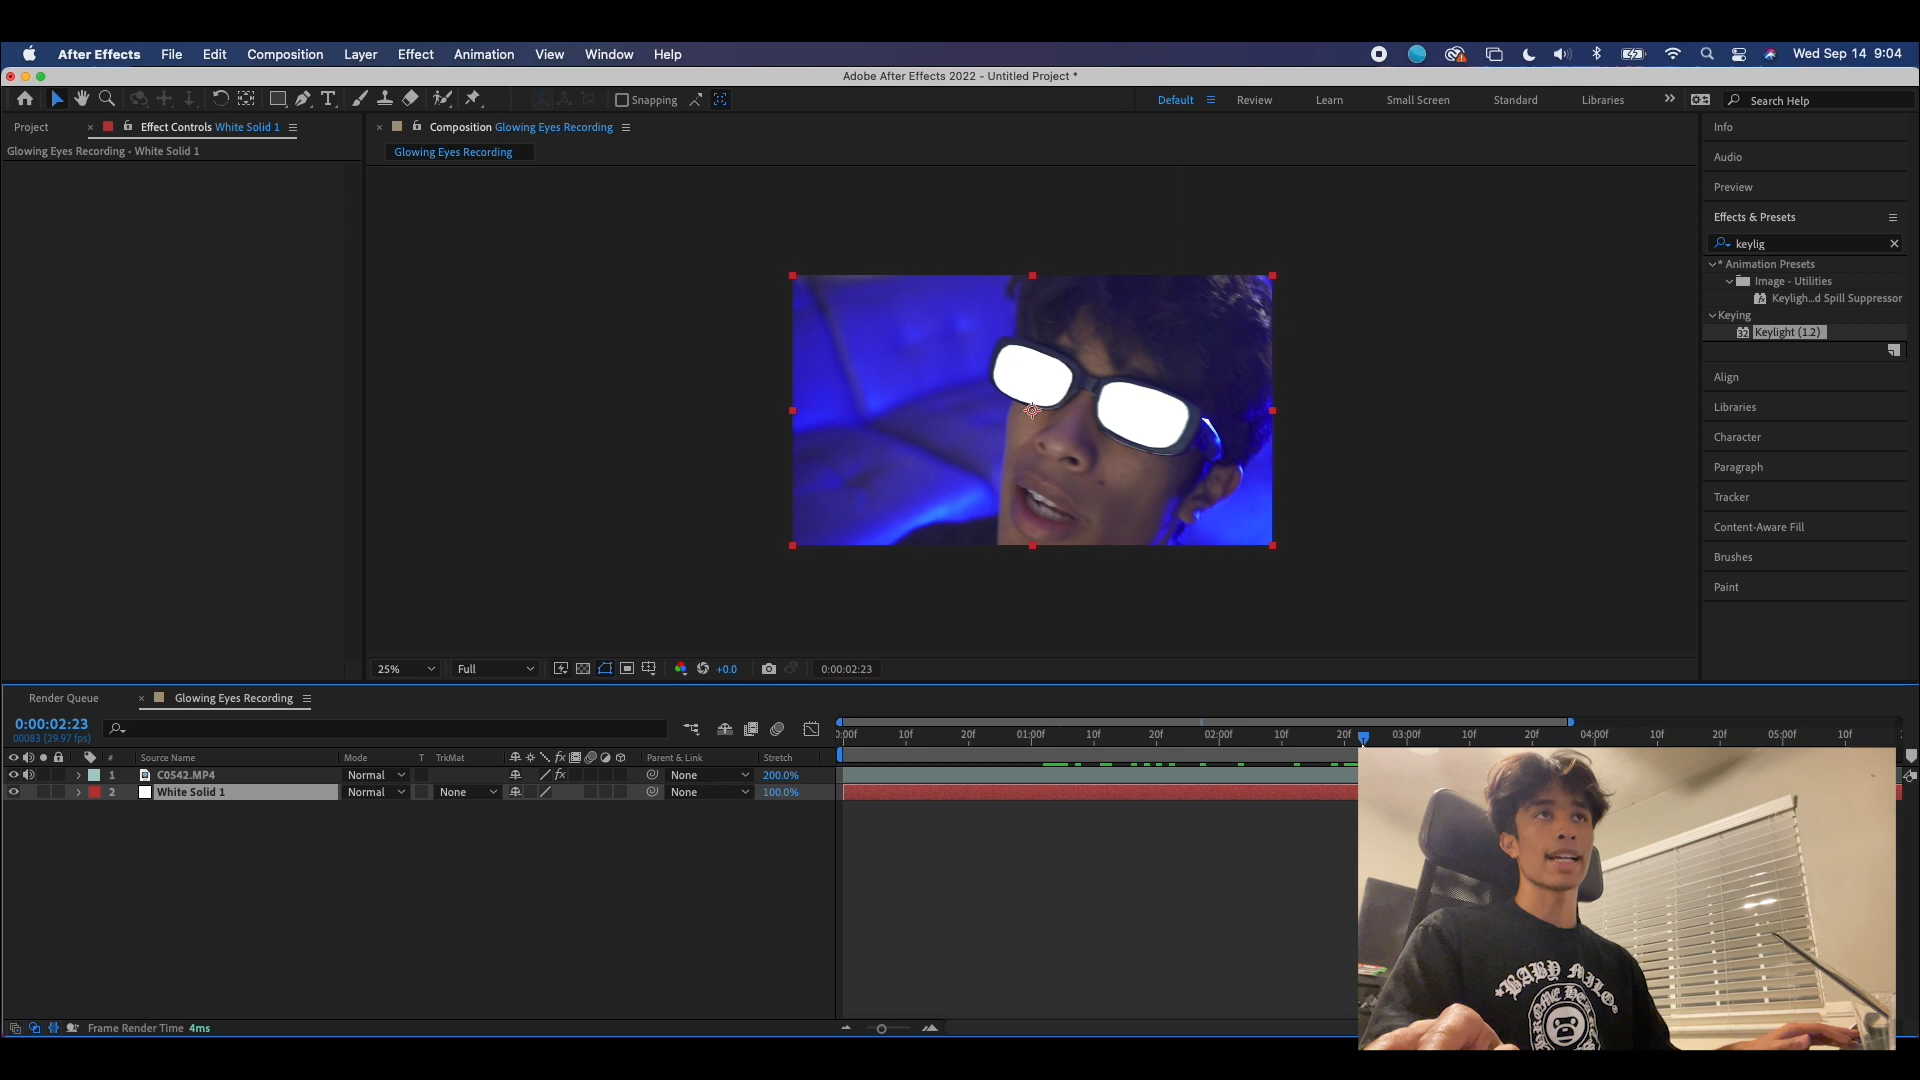 After Effects File Edit Composition Layer Effect Animation View Window Help Wed Sep 14 9:04
Adobe After Effects 2022 - Untitled Project *
Snapping Default Review Learn Small Screen Standard Libraries Search Help
Project Effect Controls White Solid 1
Composition Glowing Eyes Recording
Glowing Eyes Recording • White Solid 1
Glowing Eyes Recording
Info
Audio
Preview
Effects & Presets
keylig
* Animation Presets
Image - Utilities
Keyligh...d Spill Suppressor
Keying
32 Keylight (1.2)
Align
Libraries
Character
Paragraph
Tracker
Content-Aware Fill
Brushes
Paint
25% Full +0.0 0:00:02:23
Render Queue Glowing Eyes Recording
0:00:02:23
00083 (29.97 fps)
:00f 10f 20f 01:00f 10f 20f 02:00f 10f 20f 03:00f 10f 20f 04:00f 10f 20f 05:00f 10f
# Source Name Mode T TrkMat fx Parent & Link Stretch
1 C0542.MP4 Normal fx None 200.0%
2 White Solid 1 Normal None None 100.0%
Frame Render Time 4ms
*BABY MILO